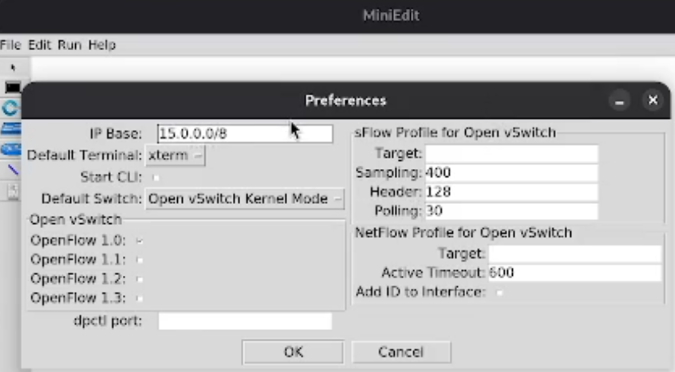 MiniEdit
File Edit Run Help
Preferences
IP Base: 15.0.0.0/8
Default Terminal: xterm
Start CLI:
Default Switch: Open vSwitch Kernel Mode
Open vSwitch
OpenFlow 1.0:
OpenFlow 1.1:
OpenFlow 1.2:
OpenFlow 1.3:
dpctl port:
sFlow Profile for Open vSwitch
Target:
Sampling: 400
Header: 128
Polling: 30
NetFlow Profile for Open vSwitch
Target:
Active Timeout: 600
Add ID to Interface:
OK Cancel